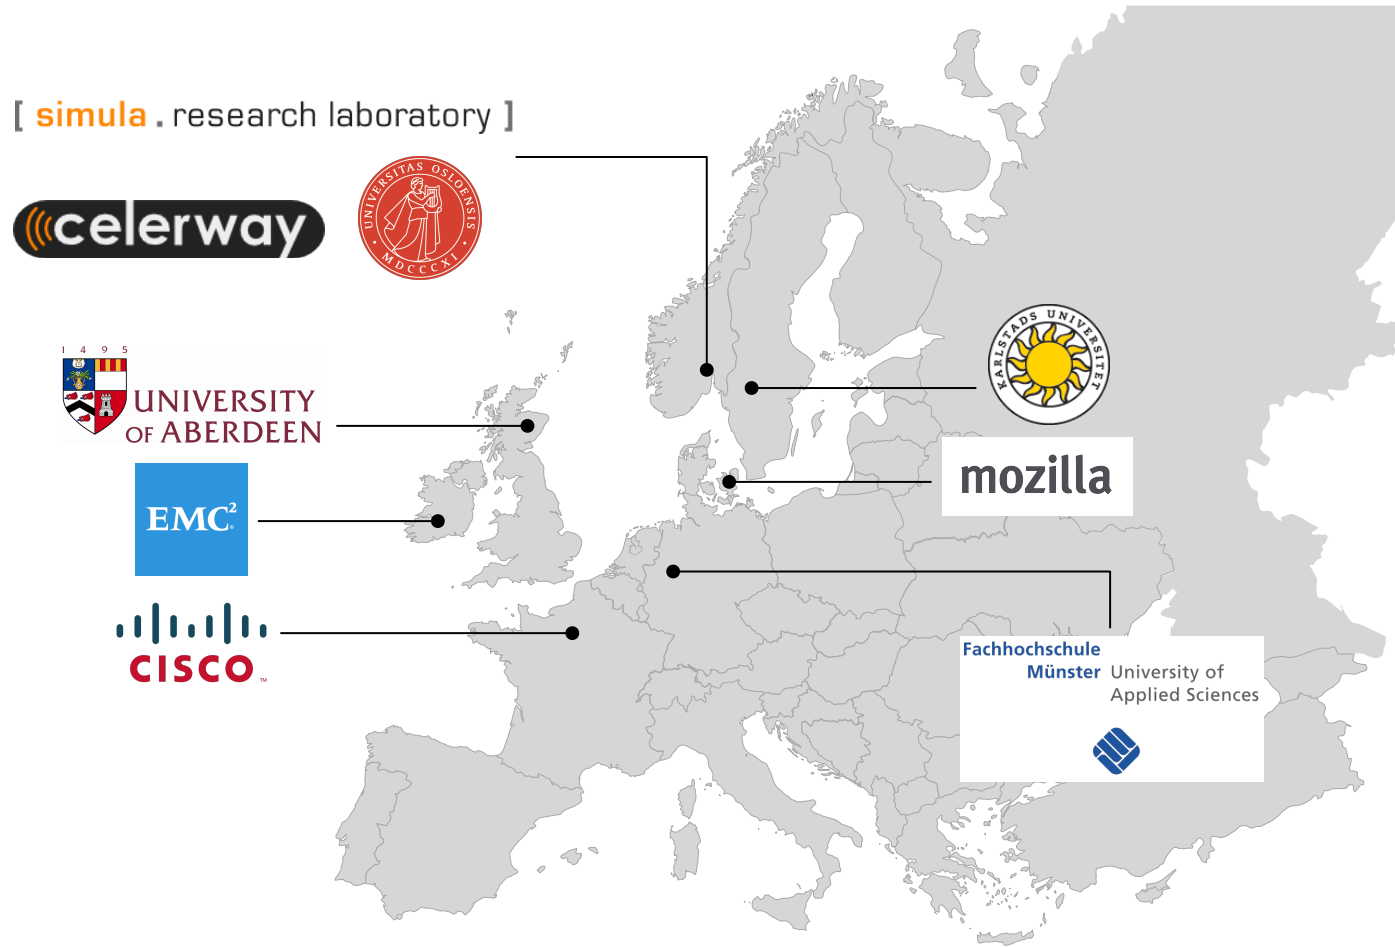 [ simula . research laboratory ]
celerway
UNIVERSITAS OSLOENSIS
MDCCCXI
1 4 9 5
UNIVERSITY
OF ABERDEEN
EMC²
CISCO
TM
KARLSTADS UNIVERSITET
mozilla
Fachhochschule
Münster University of
Applied Sciences